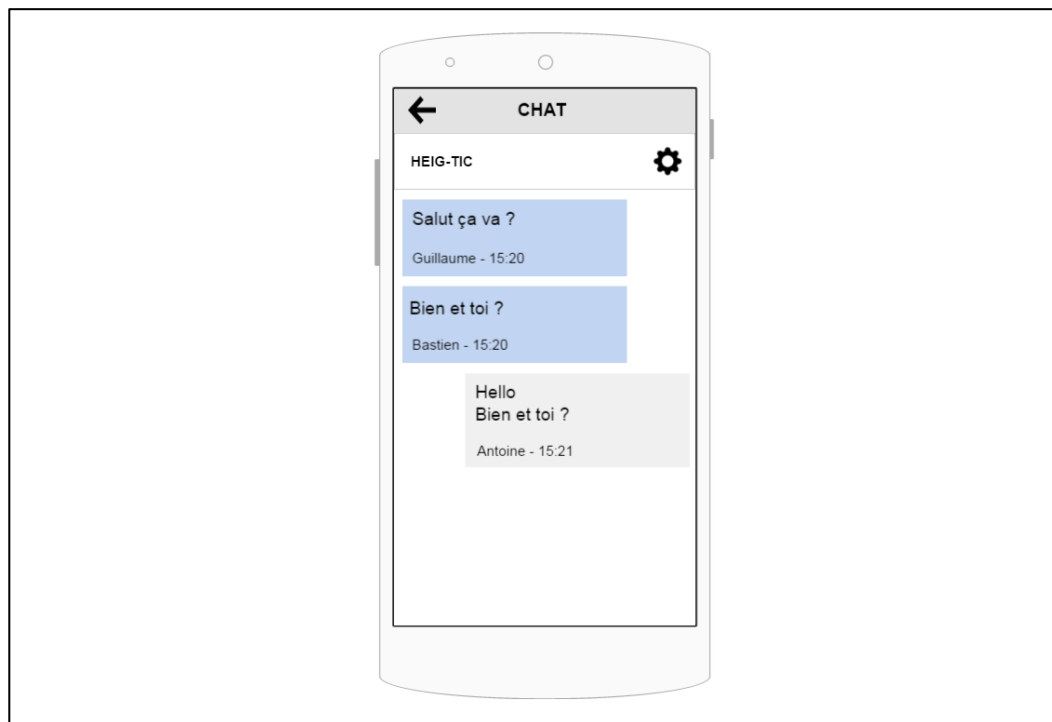 CHAT
HEIG-TIC
Salut ça va ?
Guillaume - 15:20
Bien et toi ?
Bastien - 15:20
Hello
Bien et toi ?
Antoine - 15:21